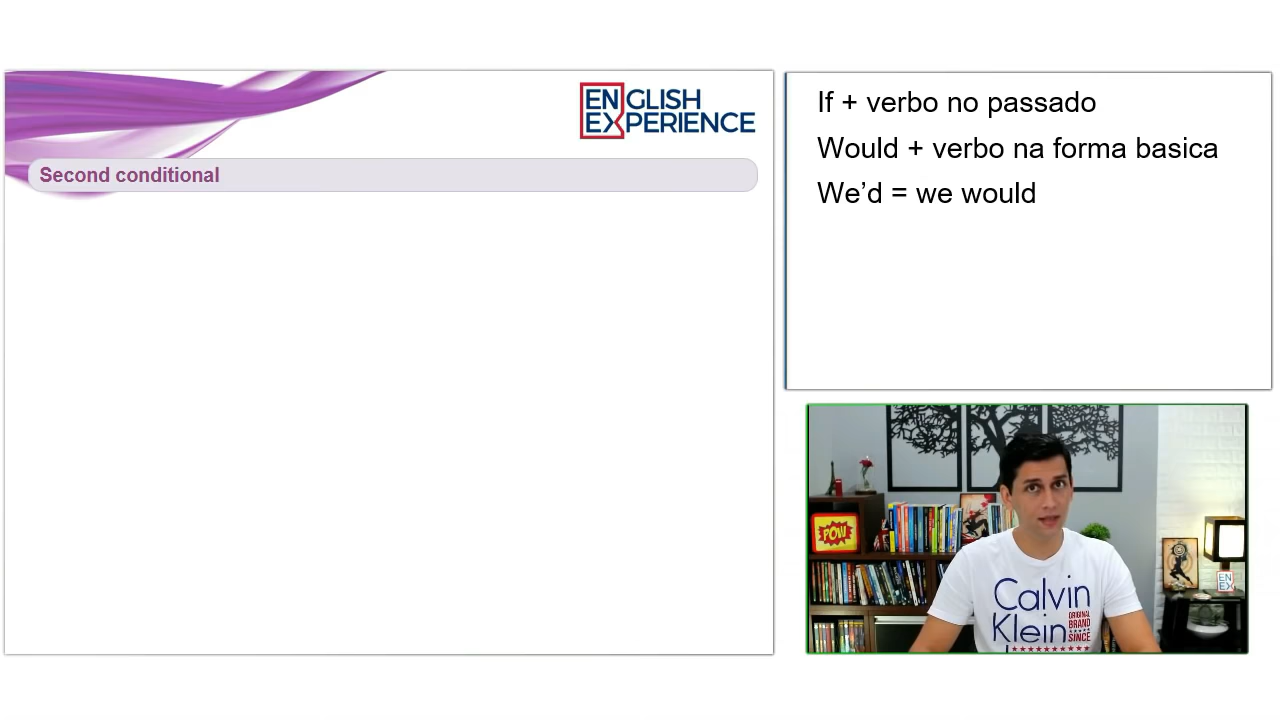 ENGLISH
EXPERIENCE
Second conditional
If + verbo no passado
Would + verbo na forma basica
We’d = we would
POW
EN
EX
Calvin
Klein
ORIGINAL
BRAND
SINCE